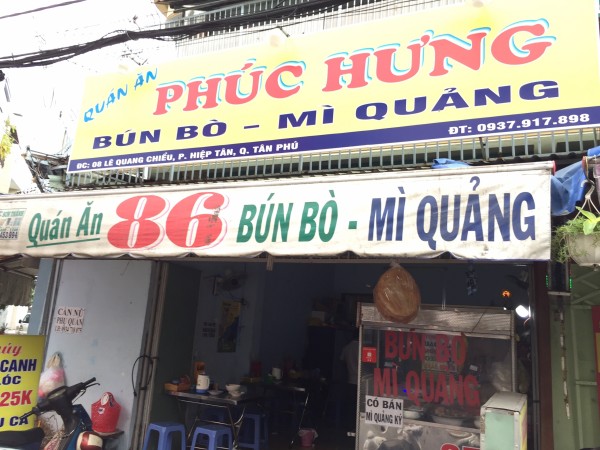 QUÁN ĂN
PHÚC HƯNG
BÚN BÒ – MÌ QUẢNG
ĐC: 08 LÊ QUANG CHIỂU, P. HIỆP TÂN, Q. TÂN PHÚ
ĐT: 0937.917.898
Quán Ăn 86 BÚN BÒ - MÌ QUẢNG
CẦN NỮ
PHỤ QUÁN
BÚN BÒ
MÌ QUẢNG
CÓ BÁN
MÌ QUẢNG KÝ
CANH
25K